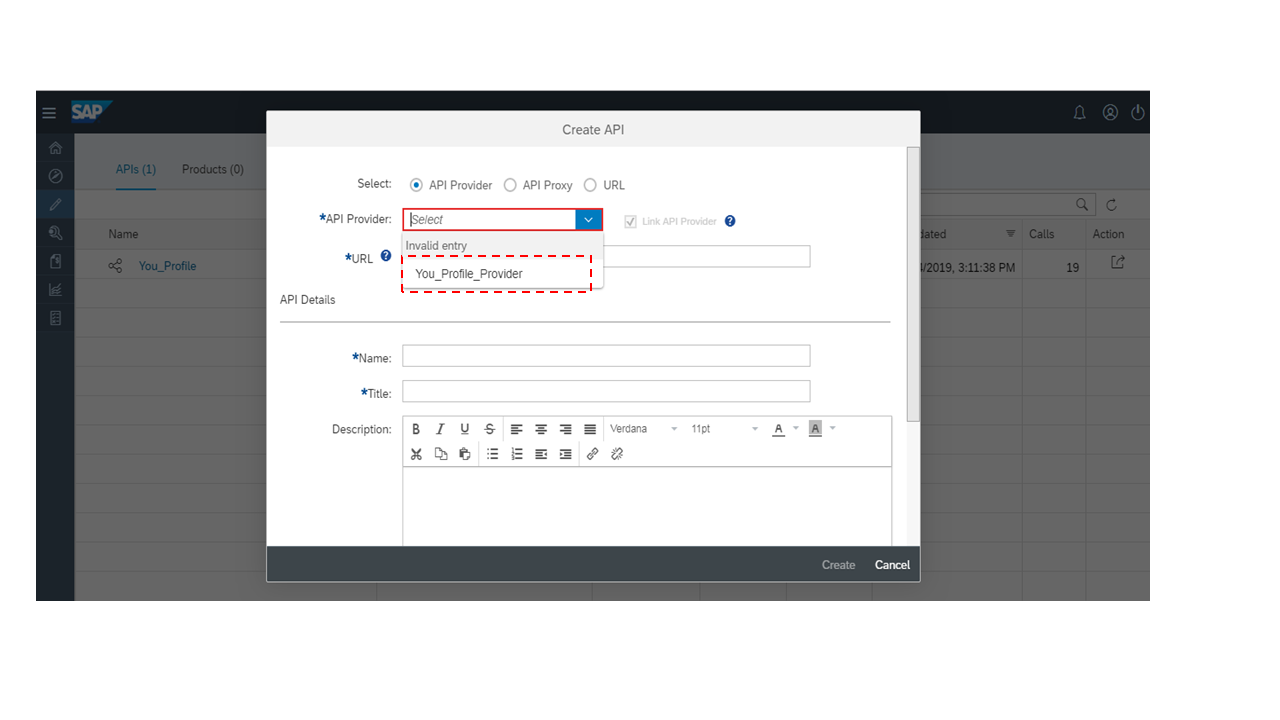 SAP
Create API
APIs (1) Products (0)
Select: API Provider API Proxy URL
*API Provider: Select Link API Provider ?
Invalid entry
*URL ?
You_Profile_Provider
API Details
Name dated Calls Action
You_Profile /2019, 3:11:38 PM 19
*Name:
*Title:
Description: B I U S Verdana 11pt A A
Create Cancel